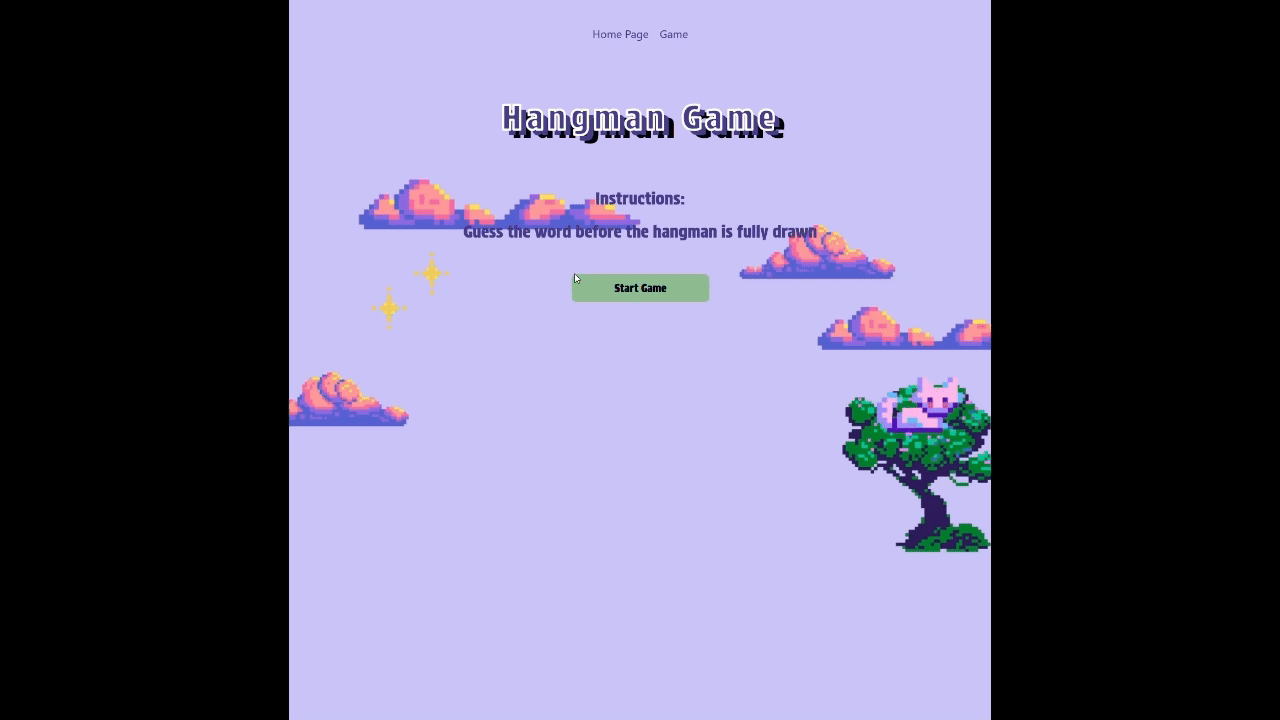 Home Page Game
Hangman Game
Instructions:
Guess the word before the hangman is fully drawn
Start Game